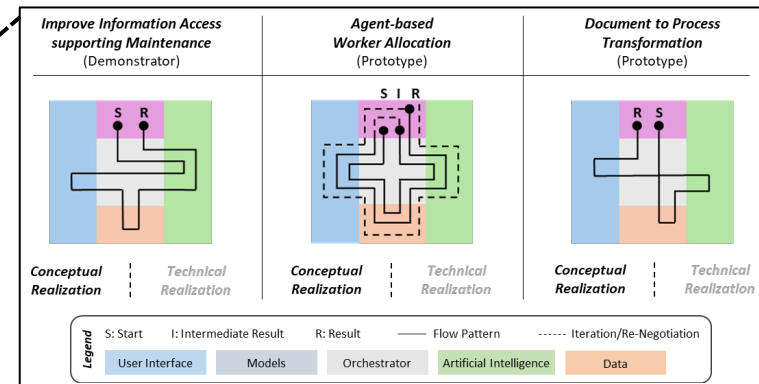 Improve Information Access
supporting Maintenance
(Demonstrator)
Agent-based
Worker Allocation
(Prototype)
Document to Process
Transformation
(Prototype)
S R
S I R
R S
Conceptual
Realization
Technical
Realization
Conceptual
Realization
Technical
Realization
Conceptual
Realization
Technical
Realization
Legend
S: Start I: Intermediate Result R: Result Flow Pattern Iteration/Re-Negotiation
User Interface Models Orchestrator Artificial Intelligence Data